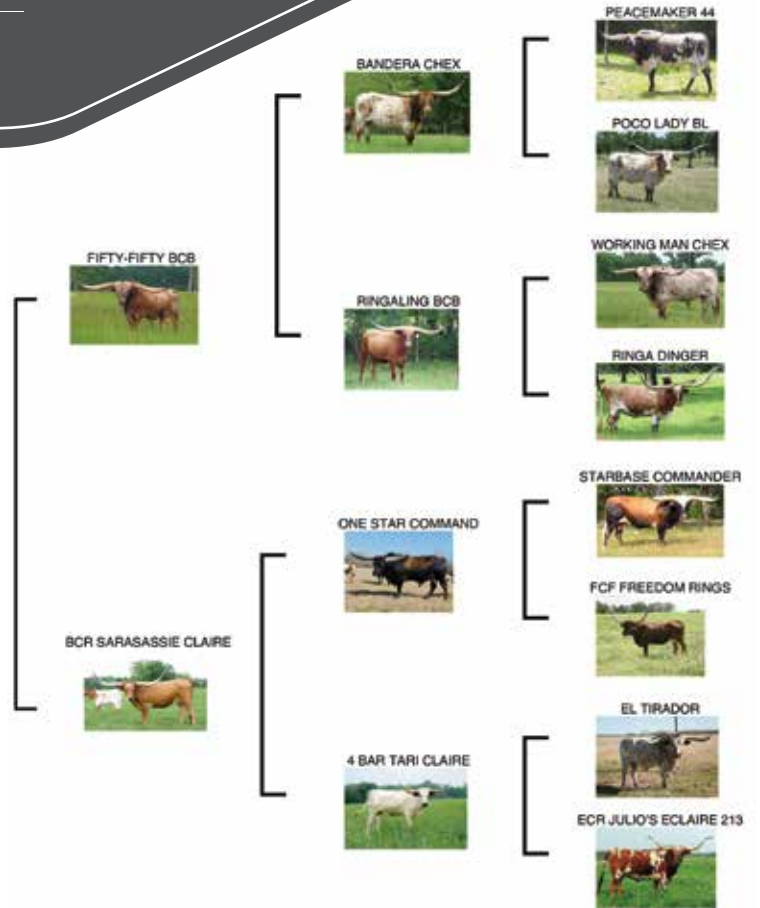 PEACEMAKER 44
BANDERA CHEX
POCO LADY BL
FIFTY-FIFTY BCB
WORKING MAN CHEX
RINGALING BCB
RINGA DINGER
STARBASE COMMANDER
ONE STAR COMMAND
FCF FREEDOM RINGS
BCR SARASASSIE CLAIRE
EL TIRADOR
4 BAR TARI CLAIRE
ECR JULIO'S ECLAIRE 213